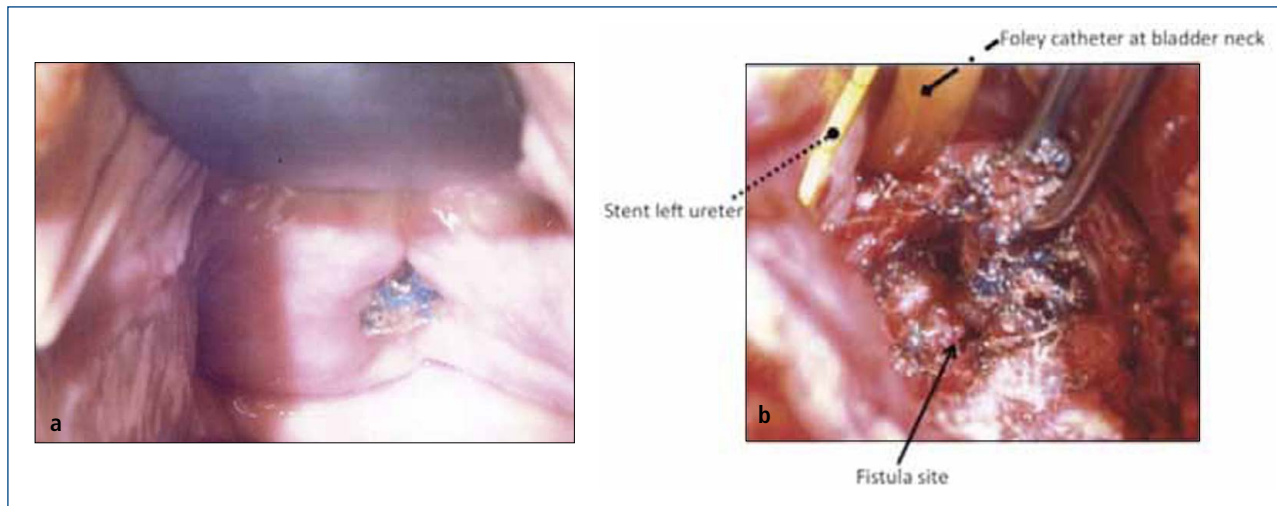 Foley catheter at bladder neck
Stent left ureter
a
b
Fistula site